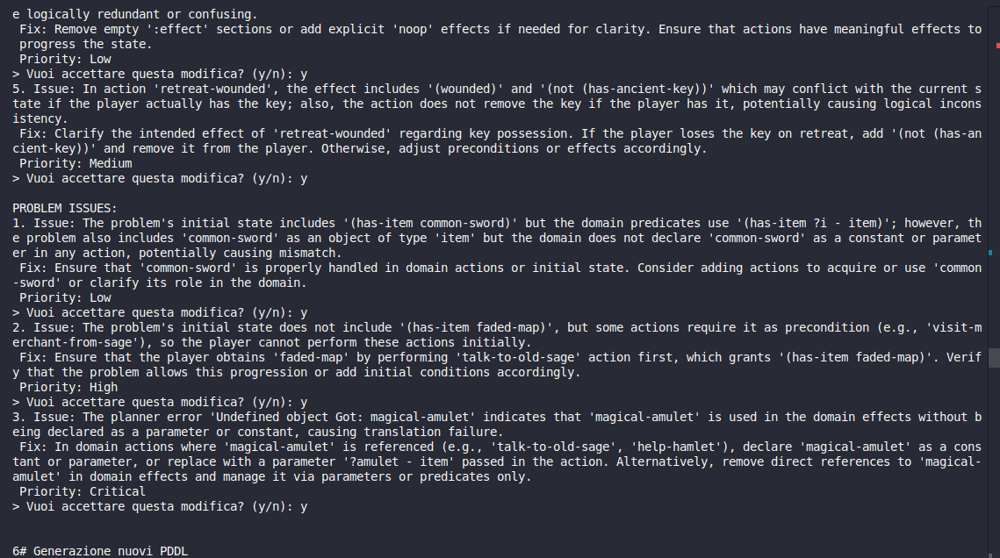 e logically redundant or confusing.
 Fix: Remove empty ':effect' sections or add explicit 'noop' effects if needed for clarity. Ensure that actions have meaningful effects to
 progress the state.
 Priority: Low
> Vuoi accettare questa modifica? (y/n): y
5. Issue: In action 'retreat-wounded', the effect includes '(wounded)' and '(not (has-ancient-key))' which may conflict with the current s
tate if the player actually has the key; also, the action does not remove the key if the player has it, potentially causing logical incons
istency.
 Fix: Clarify the intended effect of 'retreat-wounded' regarding key possession. If the player loses the key on retreat, add '(not (has-an
cient-key))' and remove it from the player. Otherwise, adjust preconditions or effects accordingly.
 Priority: Medium
> Vuoi accettare questa modifica? (y/n): y

PROBLEM ISSUES:
1. Issue: The problem's initial state includes '(has-item common-sword)' but the domain predicates use '(has-item ?i - item)'; however, th
e problem also includes 'common-sword' as an object of type 'item' but the domain does not declare 'common-sword' as a constant or paramet
er in any action, potentially causing mismatch.
 Fix: Ensure that 'common-sword' is properly handled in domain actions or initial state. Consider adding actions to acquire or use 'common
-sword' or clarify its role in the domain.
 Priority: Low
> Vuoi accettare questa modifica? (y/n): y
2. Issue: The problem's initial state does not include '(has-item faded-map)', but some actions require it as precondition (e.g., 'visit-m
erchant-from-sage'), so the player cannot perform these actions initially.
 Fix: Ensure that the player obtains 'faded-map' by performing 'talk-to-old-sage' action first, which grants '(has-item faded-map)'. Verif
y that the problem allows this progression or add initial conditions accordingly.
 Priority: High
> Vuoi accettare questa modifica? (y/n): y
3. Issue: The planner error 'Undefined object Got: magical-amulet' indicates that 'magical-amulet' is used in the domain effects without b
eing declared as a parameter or constant, causing translation failure.
 Fix: In domain actions where 'magical-amulet' is referenced (e.g., 'talk-to-old-sage', 'help-hamlet'), declare 'magical-amulet' as a cons
tant or parameter, or replace with a parameter '?amulet - item' passed in the action. Alternatively, remove direct references to 'magical-
amulet' in domain effects and manage it via parameters or predicates only.
 Priority: Critical
> Vuoi accettare questa modifica? (y/n): y

6# Generazione nuovi PDDL